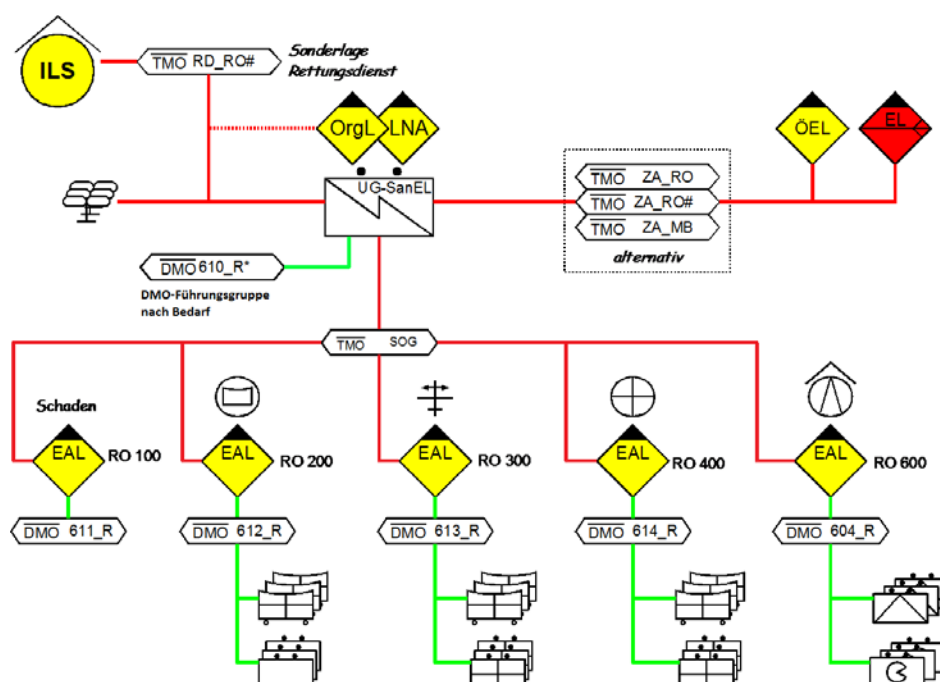 ILS
TMO RD_RO#
Sonderlage
Rettungsdienst
OrgL
LNA
ÖEL
EL
UG-SanEL
TMO ZA_RO
TMO ZA_RO#
TMO ZA_MB
alternativ
DMO 610_R*
DMO-Führungsgruppe
nach Bedarf
TMO SOG
Schaden
EAL
RO 100
EAL
RO 200
EAL
RO 300
EAL
RO 400
EAL
RO 600
DMO 611_R
DMO 612_R
DMO 613_R
DMO 614_R
DMO 604_R